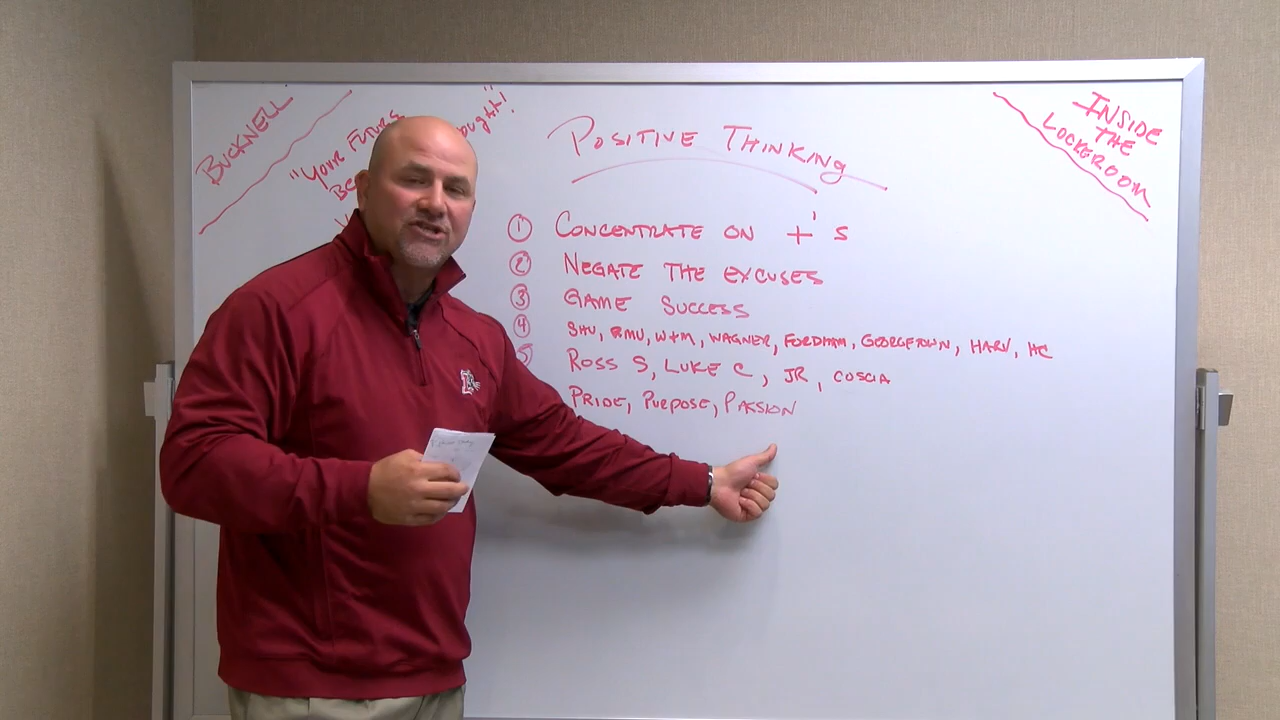 BUCKNELL
"YOUR FUTURE
ought!"
POSITIVE THINKING
INSIDE
THE
LOCKEROOM
① CONCENTRATE ON +'s
② NEGATE THE EXCUSES
③ GAME SUCCESS
④ SHU, RMU, W+M, WAGNER, FORDHAM, GEORGETOWN, HARV, HC
5 ROSS S, LUKE C, JR, COSCIA
PRIDE, PURPOSE, PASSION